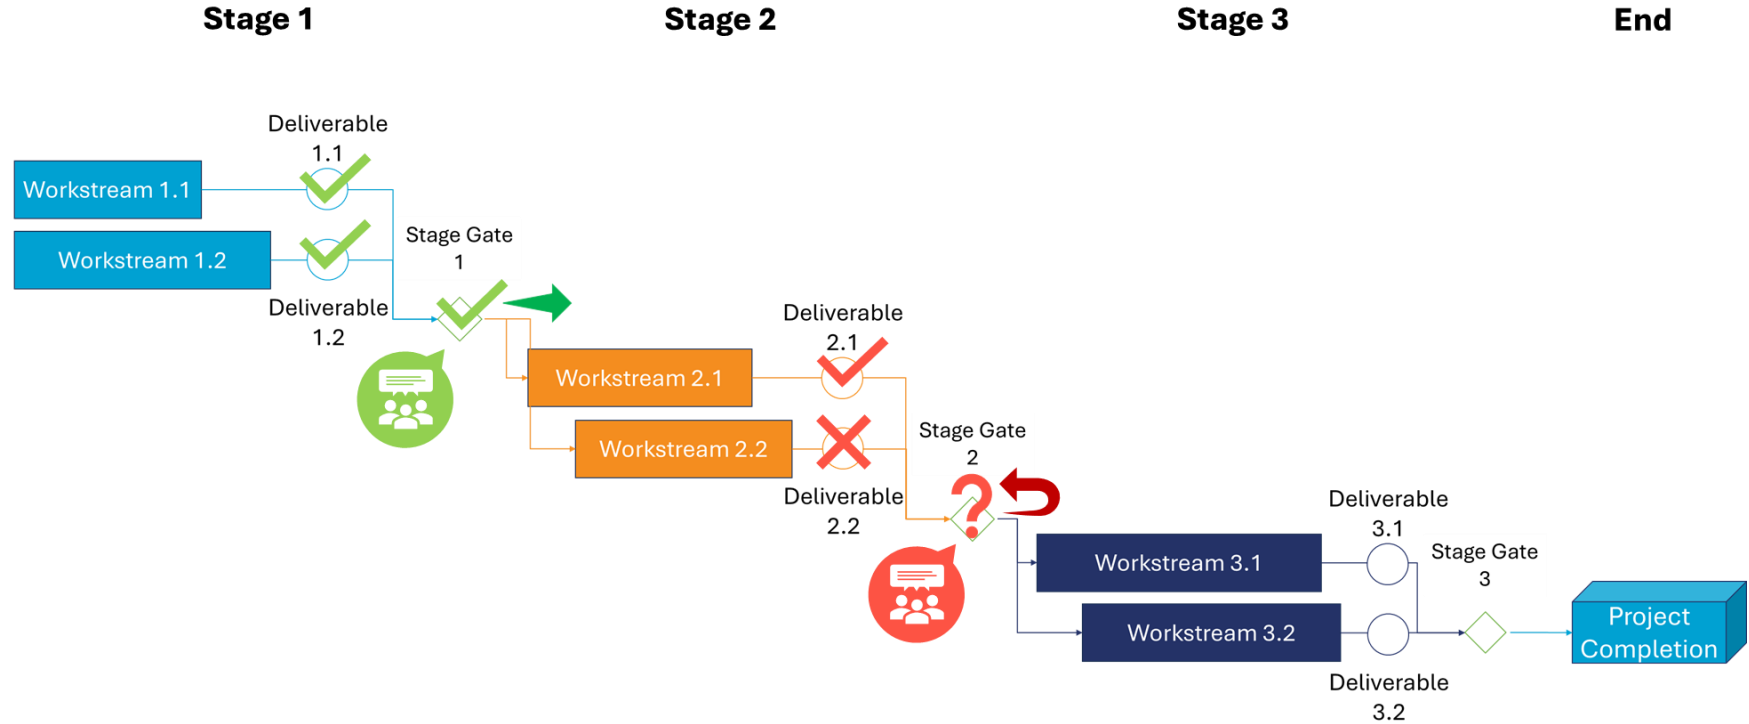 Stage 1
Stage 2
Stage 3
End
Deliverable
1.1
Workstream 1.1
Workstream 1.2
Deliverable
1.2
Stage Gate
1
Deliverable
2.1
Workstream 2.1
Workstream 2.2
Deliverable
2.2
Stage Gate
2
Deliverable
3.1
Workstream 3.1
Workstream 3.2
Deliverable
3.2
Stage Gate
3
Project
Completion